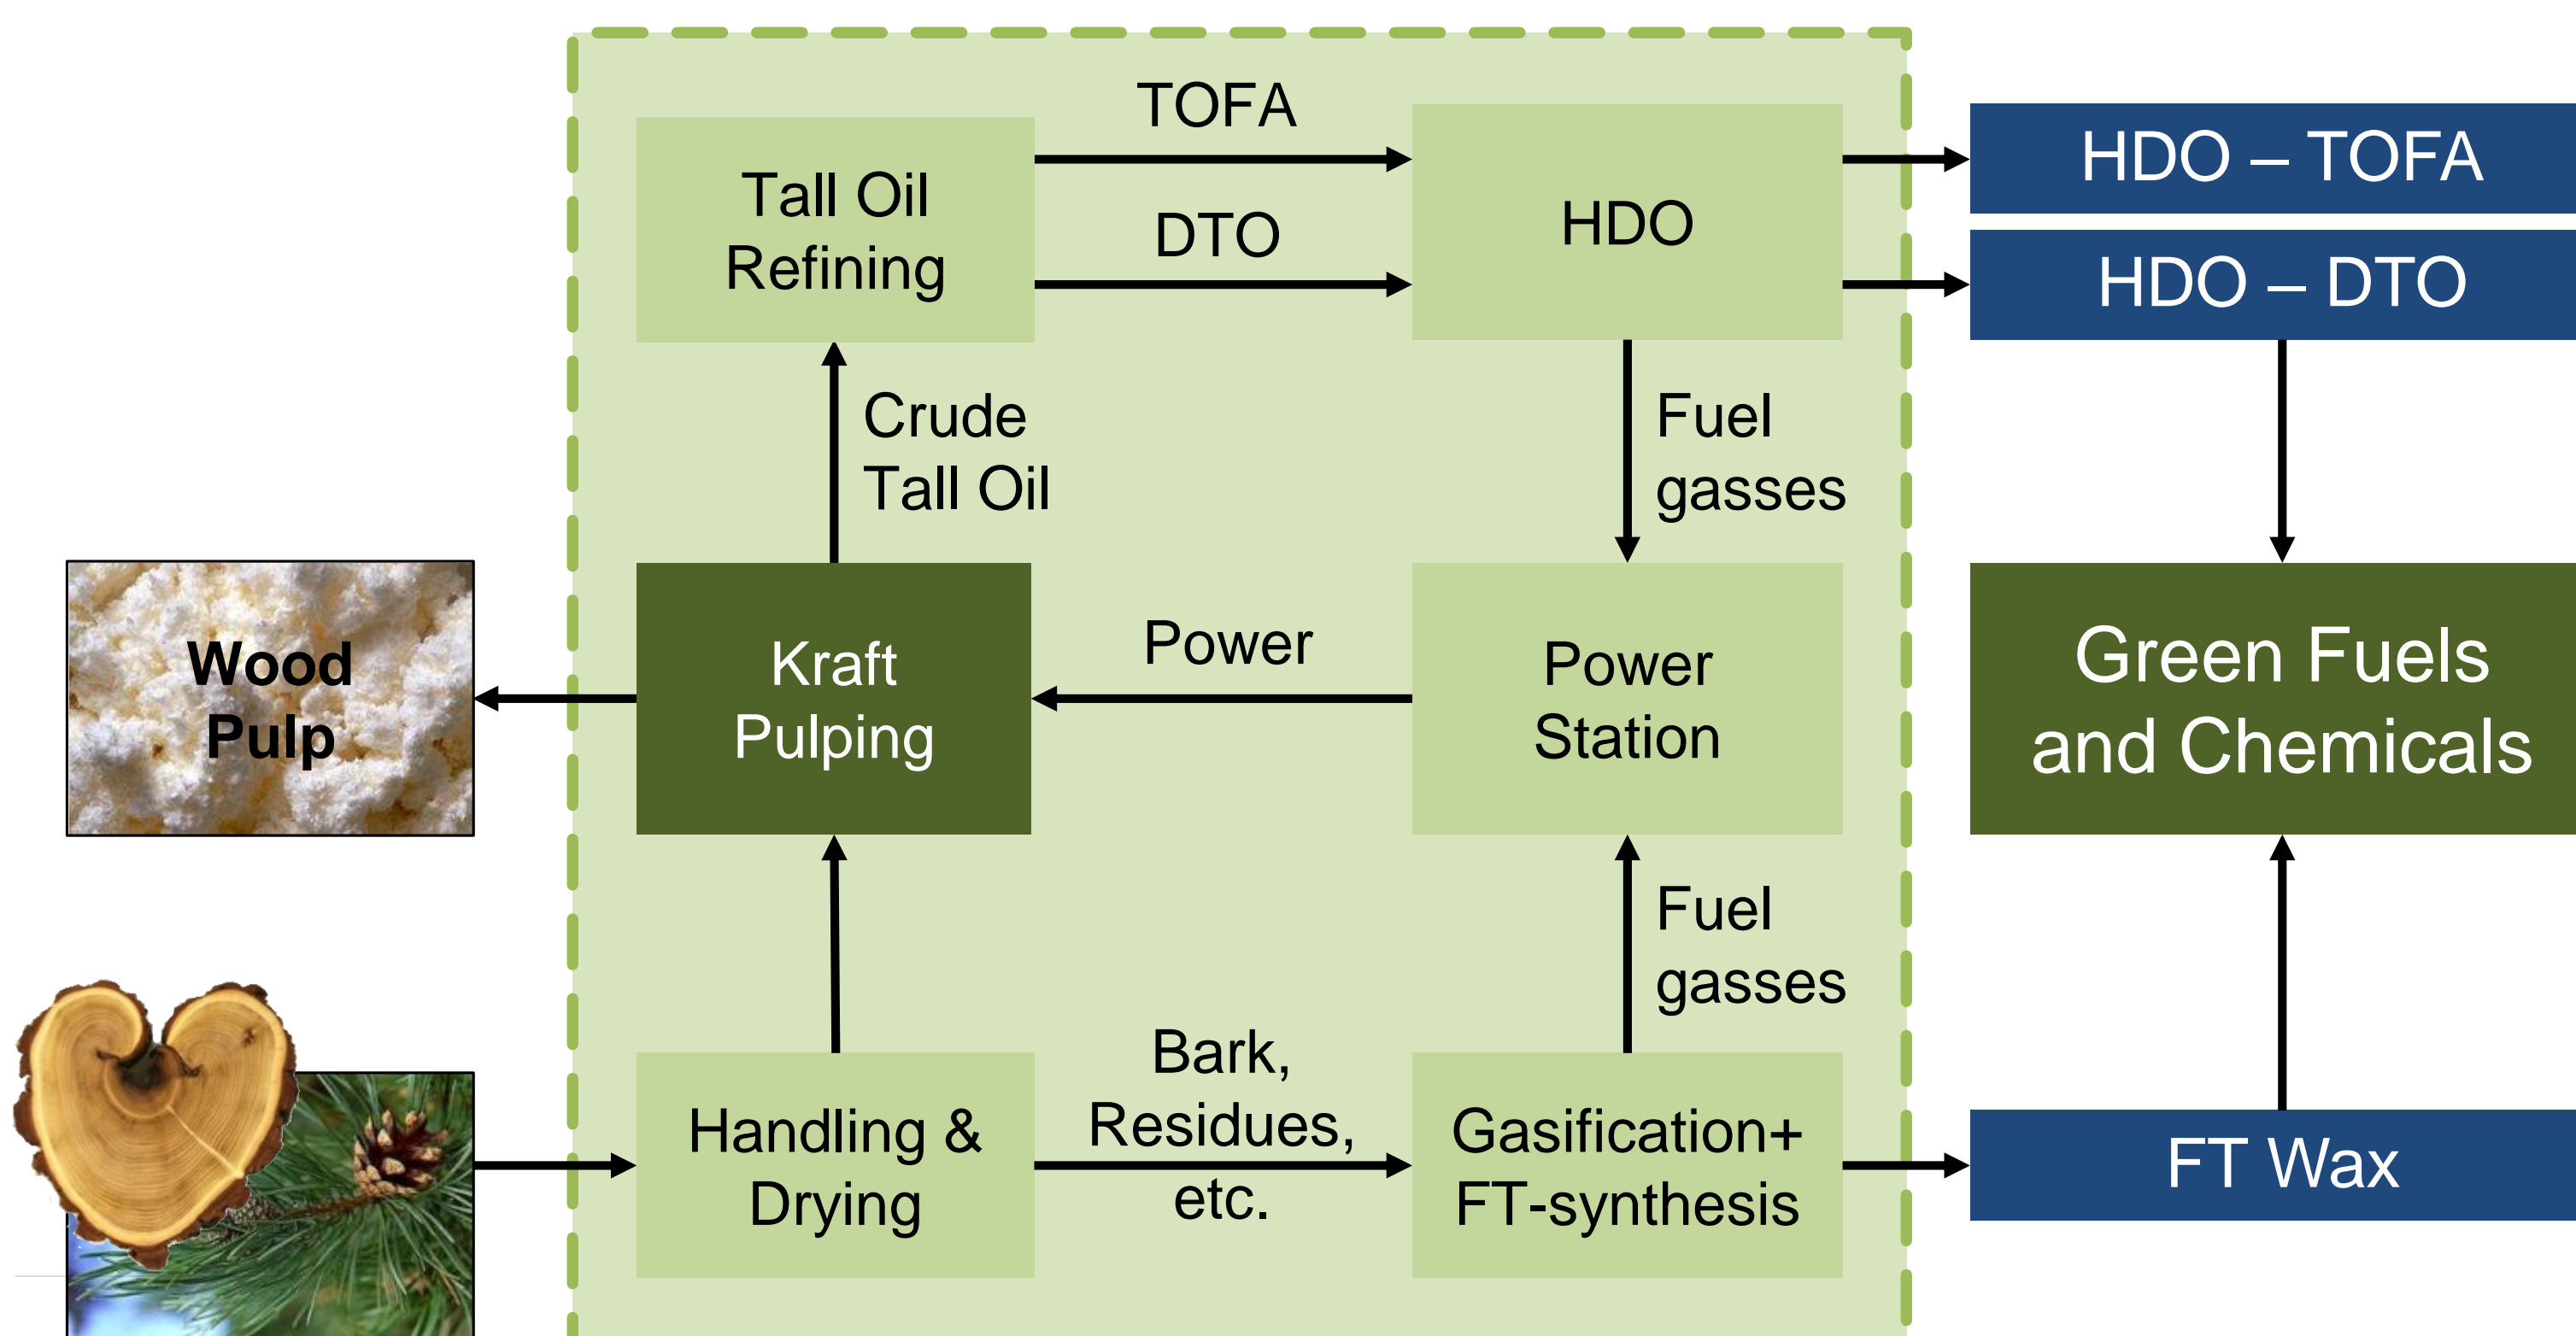 TOFA
Tall Oil
Refining
DTO
HDO
HDO – TOFA
HDO – DTO
Crude
Tall Oil
Fuel
gasses
Wood
Pulp
Kraft
Pulping
Power
Power
Station
Green Fuels
and Chemicals
Fuel
gasses
Handling &
Drying
Bark,
Residues,
etc.
Gasification+
FT-synthesis
FT Wax